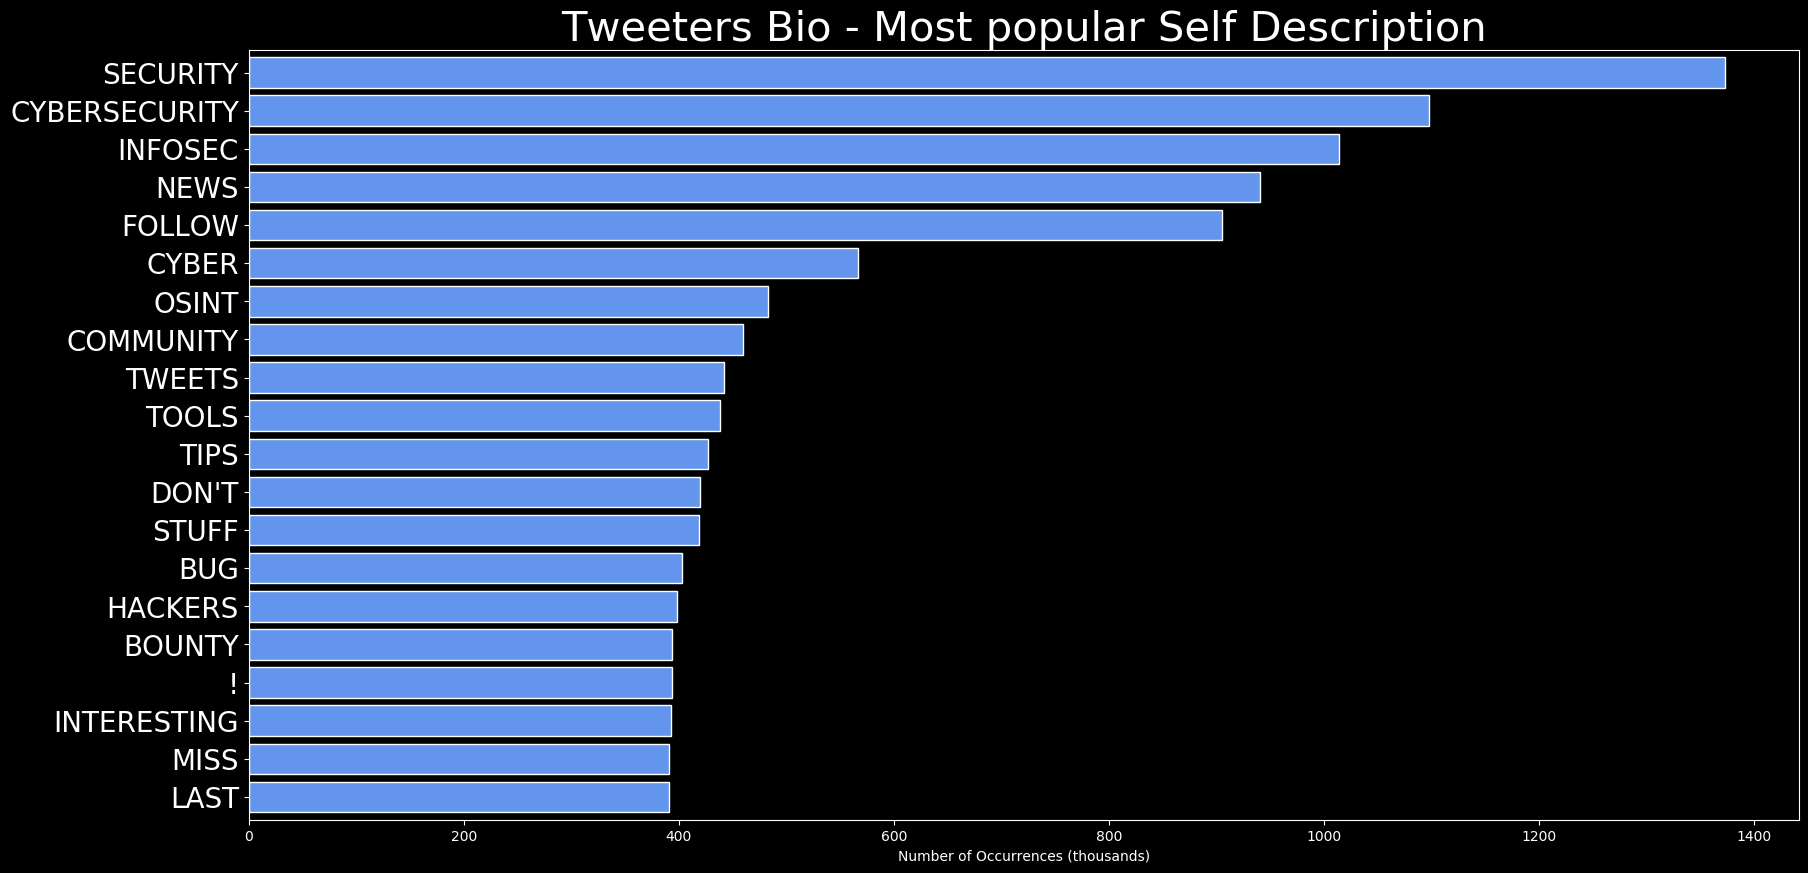 Tweeters Bio - Most popular Self Description
SECURITY
CYBERSECURITY
INFOSEC
NEWS
FOLLOW
CYBER
OSINT
COMMUNITY
TWEETS
TOOLS
TIPS
DON'T
STUFF
BUG
HACKERS
BOUNTY
!
INTERESTING
MISS
LAST
0 200 400 600 800 1000 1200 1400
Number of Occurrences (thousands)